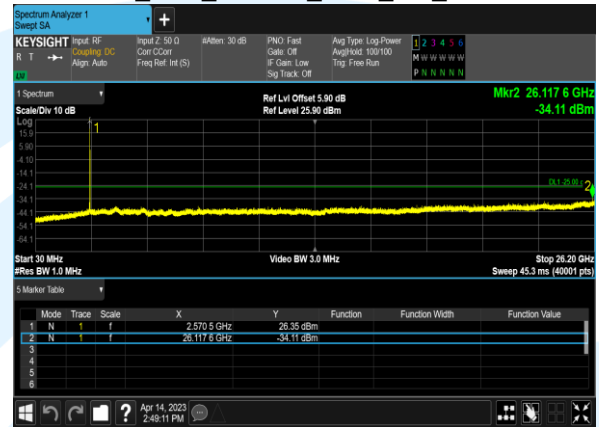 Spectrum Analyzer 1
Swept SA
+
KEYSIGHT
R T
LV
Input: RF
Coupling: DC
Align: Auto
Input Z: 50 Ω
Corr CCorr
Freq Ref: Int (S)
#Atten: 30 dB
PNO: Fast
Gate: Off
IF Gain: Low
Sig Track: Off
Avg Type: Log-Power
Avg|Hold: 100/100
Trig: Free Run
1 2 3 4 5 6
M W W W W W
P N N N N N
1 Spectrum
Scale/Div 10 dB
Ref Lvl Offset 5.90 dB
Ref Level 25.90 dBm
Mkr2 26.117 6 GHz
-34.11 dBm
Log
15.9
5.90
-4.10
-14.1
-24.1
-34.1
-44.1
-54.1
-64.1
1
2
Start 30 MHz
#Res BW 1.0 MHz
Video BW 3.0 MHz
Stop 26.20 GHz
Sweep 45.3 ms (40001 pts)
5 Marker Table
Mode Trace Scale X Y Function Function Width Function Value
1 N 1 f 2.570 5 GHz 26.35 dBm
2 N 1 f 26.117 6 GHz -34.11 dBm
3
4
5
6
?
Apr 14, 2023
2:49:11 PM